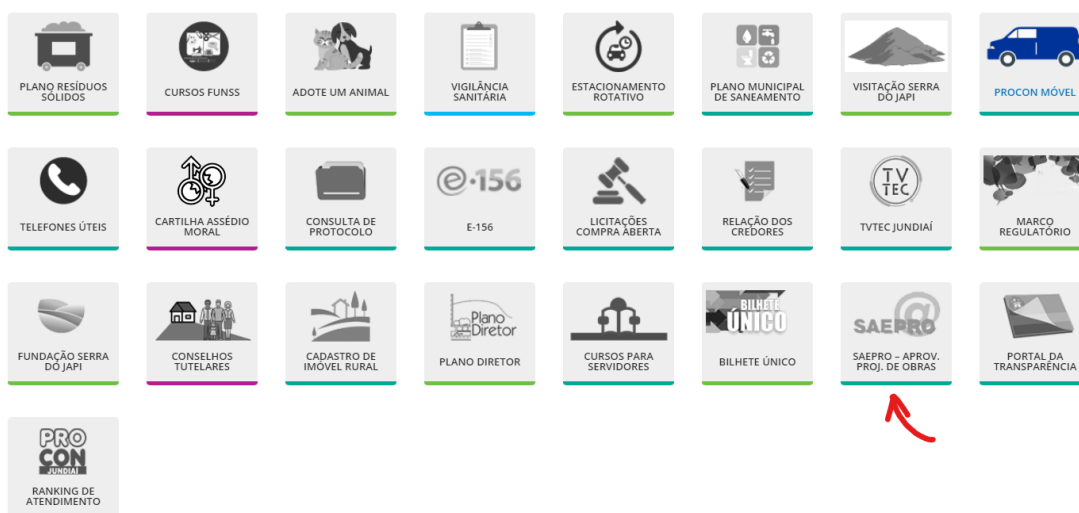 PLANO RESÍDUOS
SÓLIDOS
CURSOS FUNSS
ADOTE UM ANIMAL
VIGILÂNCIA
SANITÁRIA
ESTACIONAMENTO
ROTATIVO
PLANO MUNICIPAL
DE SANEAMENTO
VISITAÇÃO SERRA
DO JAPI
PROCON MÓVEL
TELEFONES ÚTEIS
CARTILHA ASSÉDIO
MORAL
CONSULTA DE
PROTOCOLO
e-156
E-156
LICITAÇÕES
COMPRA ABERTA
RELAÇÃO DOS
CREDORES
TV
TEC
TVTEC JUNDIAÍ
MARCO
REGULATÓRIO
FUNDAÇÃO SERRA
DO JAPI
CONSELHOS
TUTELARES
CADASTRO DE
IMÓVEL RURAL
Plano
Diretor
PLANO DIRETOR
CURSOS PARA
SERVIDORES
BILHETE
ÚNICO
BILHETE ÚNICO
@
SAEPRO
SAEPRO – APROV.
PROJ. DE OBRAS
PORTAL DA
TRANSPARÊNCIA
PRO
CON
JUNDIAÍ
RANKING DE
ATENDIMENTO